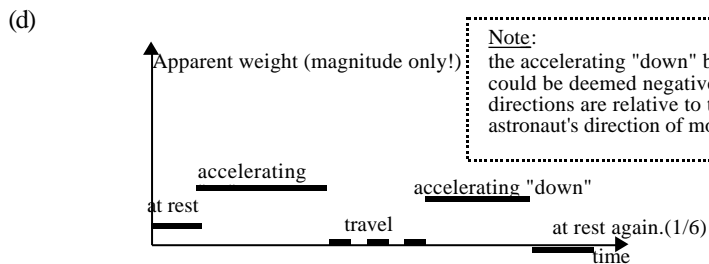 (d)
Apparent weight (magnitude only!)
Note:
the accelerating "down" b
could be deemed negative
directions are relative to t
astronaut's direction of mo
accelerating
accelerating "down"
at rest
travel
at rest again.(1/6)
time